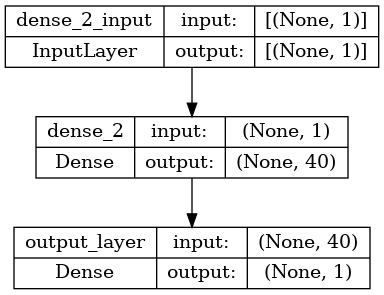 dense_2_input input: [(None, 1)]
InputLayer output: [(None, 1)]
dense_2 input: (None, 1)
Dense output: (None, 40)
output_layer input: (None, 40)
Dense output: (None, 1)